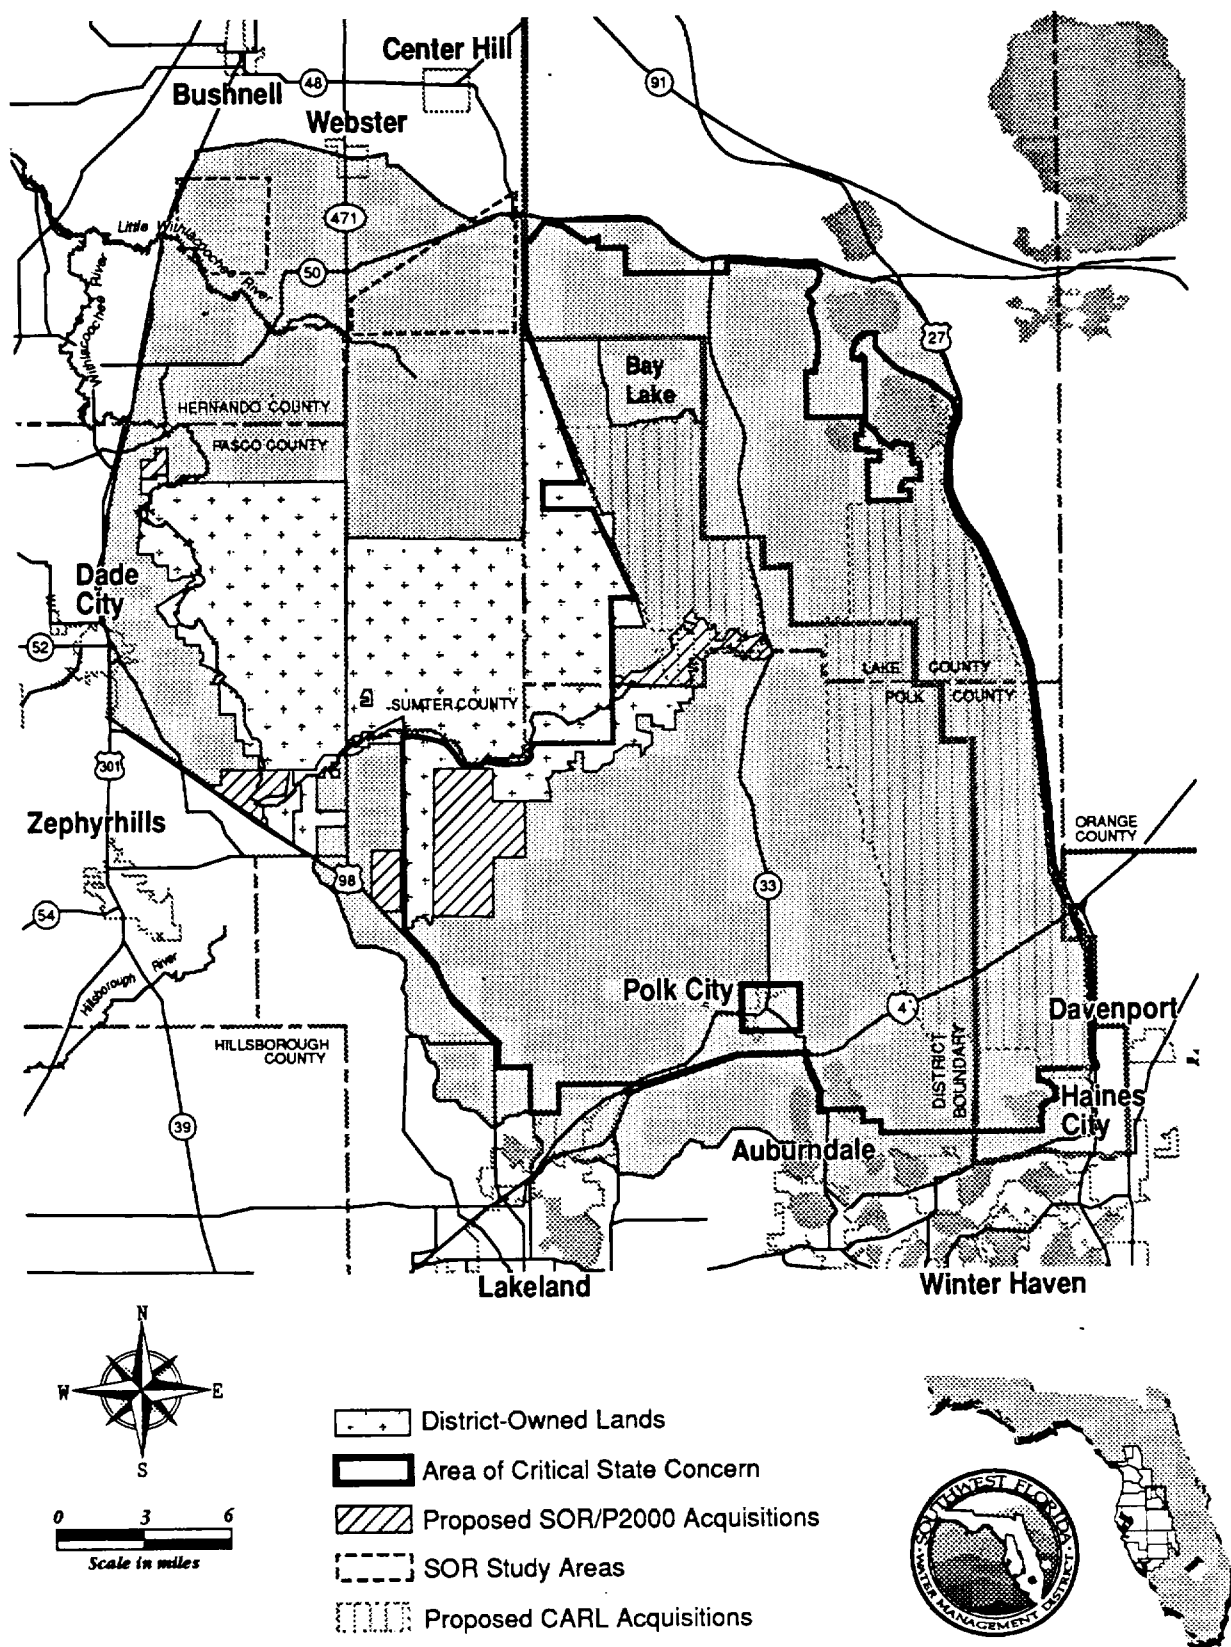 Center Hill
Bushnell
48
91
Webster
471
Little Withlacoochee River
50
Withlacoochee River
27
Bay
Lake
HERNANDO COUNTY
PASCO COUNTY
Dade
City
52
LAKE COUNTY
POLK COUNTY
SUMTER COUNTY
301
Zephyrhills
ORANGE
COUNTY
98
33
54
Hillsborough River
Polk City
4
Davenport
HILLSBOROUGH
COUNTY
DISTRICT
BOUNDARY
Haines
City
39
Auburndale
Lakeland
Winter Haven
N
W E
S
0 3 6
Scale in miles
District-Owned Lands
Area of Critical State Concern
Proposed SOR/P2000 Acquisitions
SOR Study Areas
Proposed CARL Acquisitions
SOUTHWEST FLORIDA
WATER MANAGEMENT DISTRICT